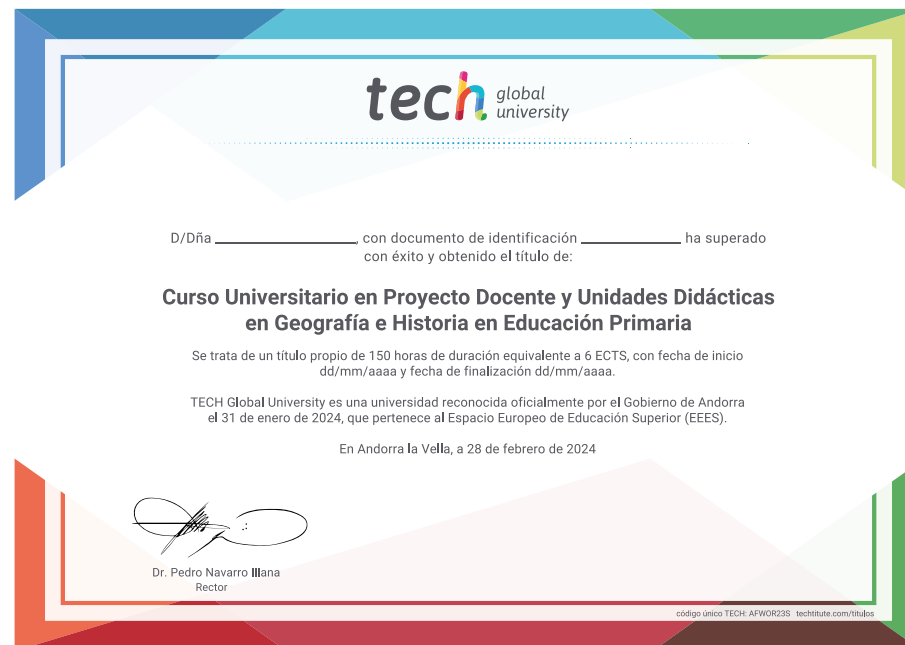 tech global university
D/Dña ____________________, con documento de identificación ______________ ha superado
con éxito y obtenido el título de:
Curso Universitario en Proyecto Docente y Unidades Didácticas
en Geografía e Historia en Educación Primaria
Se trata de un título propio de 150 horas de duración equivalente a 6 ECTS, con fecha de inicio
dd/mm/aaaa y fecha de finalización dd/mm/aaaa.
TECH Global University es una universidad reconocida oficialmente por el Gobierno de Andorra
el 31 de enero de 2024, que pertenece al Espacio Europeo de Educación Superior (EEES).
En Andorra la Vella, a 28 de febrero de 2024
Dr. Pedro Navarro Illana
Rector
código único TECH: AFWOR23S techtitute.com/titulos